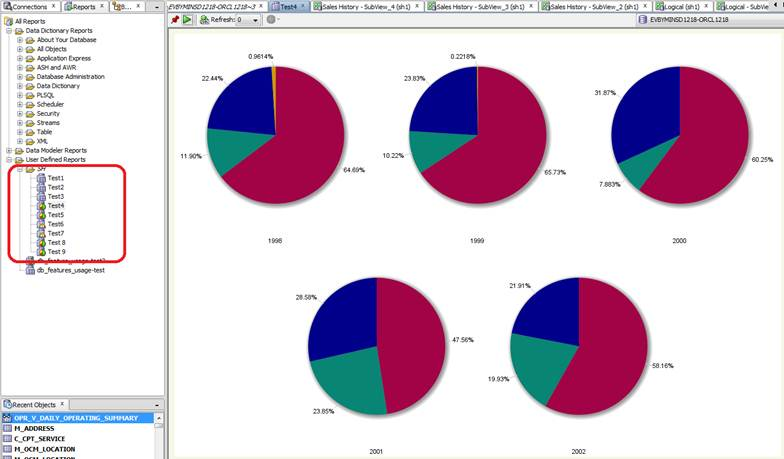 Connections x Reports x B... x
EVBYMINSD1218-ORCL1218~3 x Test4 x Sales History - SubView_4 (sh1) x Sales History - SubView_3 (sh1) x Sales History - SubView_2 (sh1) x Logical (sh1) x Logical x Sales
Refresh: 0
EVBYMINSD1218-ORCL1218
All Reports
Data Dictionary Reports
About Your Database
All Objects
Application Express
ASH and AWR
Database Administration
Data Dictionary
PLSQL
Scheduler
Security
Streams
Table
XML
Data Modeler Reports
User Defined Reports
SH
Test1
Test2
Test3
Test4
Test5
Test6
Test7
Test 8
Test 9
db_features_usage-test2
db_features_usage-test
Recent Objects x
OPR_V_DAILY_OPERATING_SUMMARY
M_ADDRESS
C_CPT_SERVICE
M_OCM_LOCATION
M_OCM_LOCATION
0.9614%
22.44%
11.90%
64.69%
1998
0.2218%
23.83%
10.22%
65.73%
1999
31.87%
7.883%
60.25%
2000
28.58%
23.85%
47.56%
2001
21.91%
19.93%
58.16%
2002